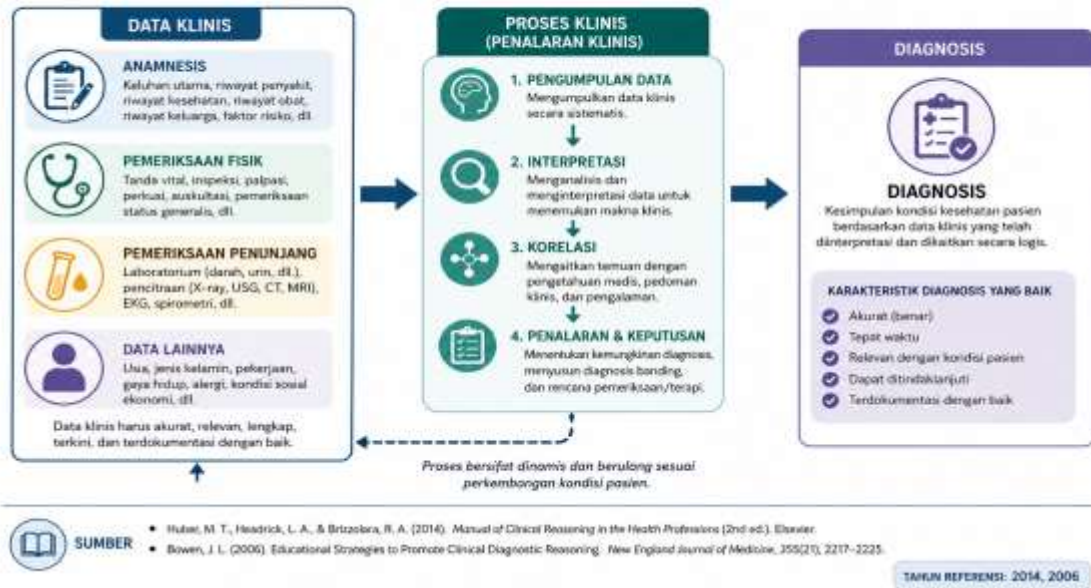 DATA KLINIS
ANAMNESIS
Keluhan utama, riwayat penyakit,
riwayat kesehatan, riwayat obat,
riwayat keluarga, faktor risiko, dll.
PEMERIKSAAN FISIK
Tanda vital, inspeksi, palpasi,
perkusi, auskultasi, pemeriksaan
status generalis, dll.
PEMERIKSAAN PENUNJANG
Laboratorium (darah, urin, dll.),
pencitraan (X-ray, USG, CT, MRI),
EKG, spirometri, dll.
DATA LAINNYA
Usia, jenis kelamin, pekerjaan,
gaya hidup, alergi, kondisi sosial
ekonomi, dll.
Data klinis harus akurat, relevan, lengkap,
terkini, dan terdokumentasi dengan baik.
PROSES KLINIS
(PENALARAN KLINIS)
1. PENGUMPULAN DATA
Mengumpulkan data klinis
secara sistematis.
2. INTERPRETASI
Menganalisis dan
menginterpretasi data untuk
menemukan makna klinis.
3. KORELASI
Mengaitkan temuan dengan
pengetahuan medis, pedoman
klinis, dan pengalaman.
4. PENALARAN & KEPUTUSAN
Menentukan kemungkinan diagnosis,
menyusun diagnosis banding,
dan rencana pemeriksaan/terapi.
Proses bersifat dinamis dan berulang sesuai
perkembangan kondisi pasien.
DIAGNOSIS
DIAGNOSIS
Kesimpulan kondisi kesehatan pasien
berdasarkan data klinis yang telah
diinterpretasi dan dikaitkan secara logis.
KARAKTERISTIK DIAGNOSIS YANG BAIK
Akurat (benar)
Tepat waktu
Relevan dengan kondisi pasien
Dapat ditindaklanjuti
Terdokumentasi dengan baik
SUMBER
• Huber, M. T., Headrick, L. A., & Brizzolara, R. A. (2014). Manual of Clinical Reasoning in the Health Professions (2nd ed.). Elsevier.
• Bowen, J. L. (2006). Educational Strategies to Promote Clinical Diagnostic Reasoning. New England Journal of Medicine, 355(21), 2217–2225.
TAHUN REFERENSI: 2014, 2006